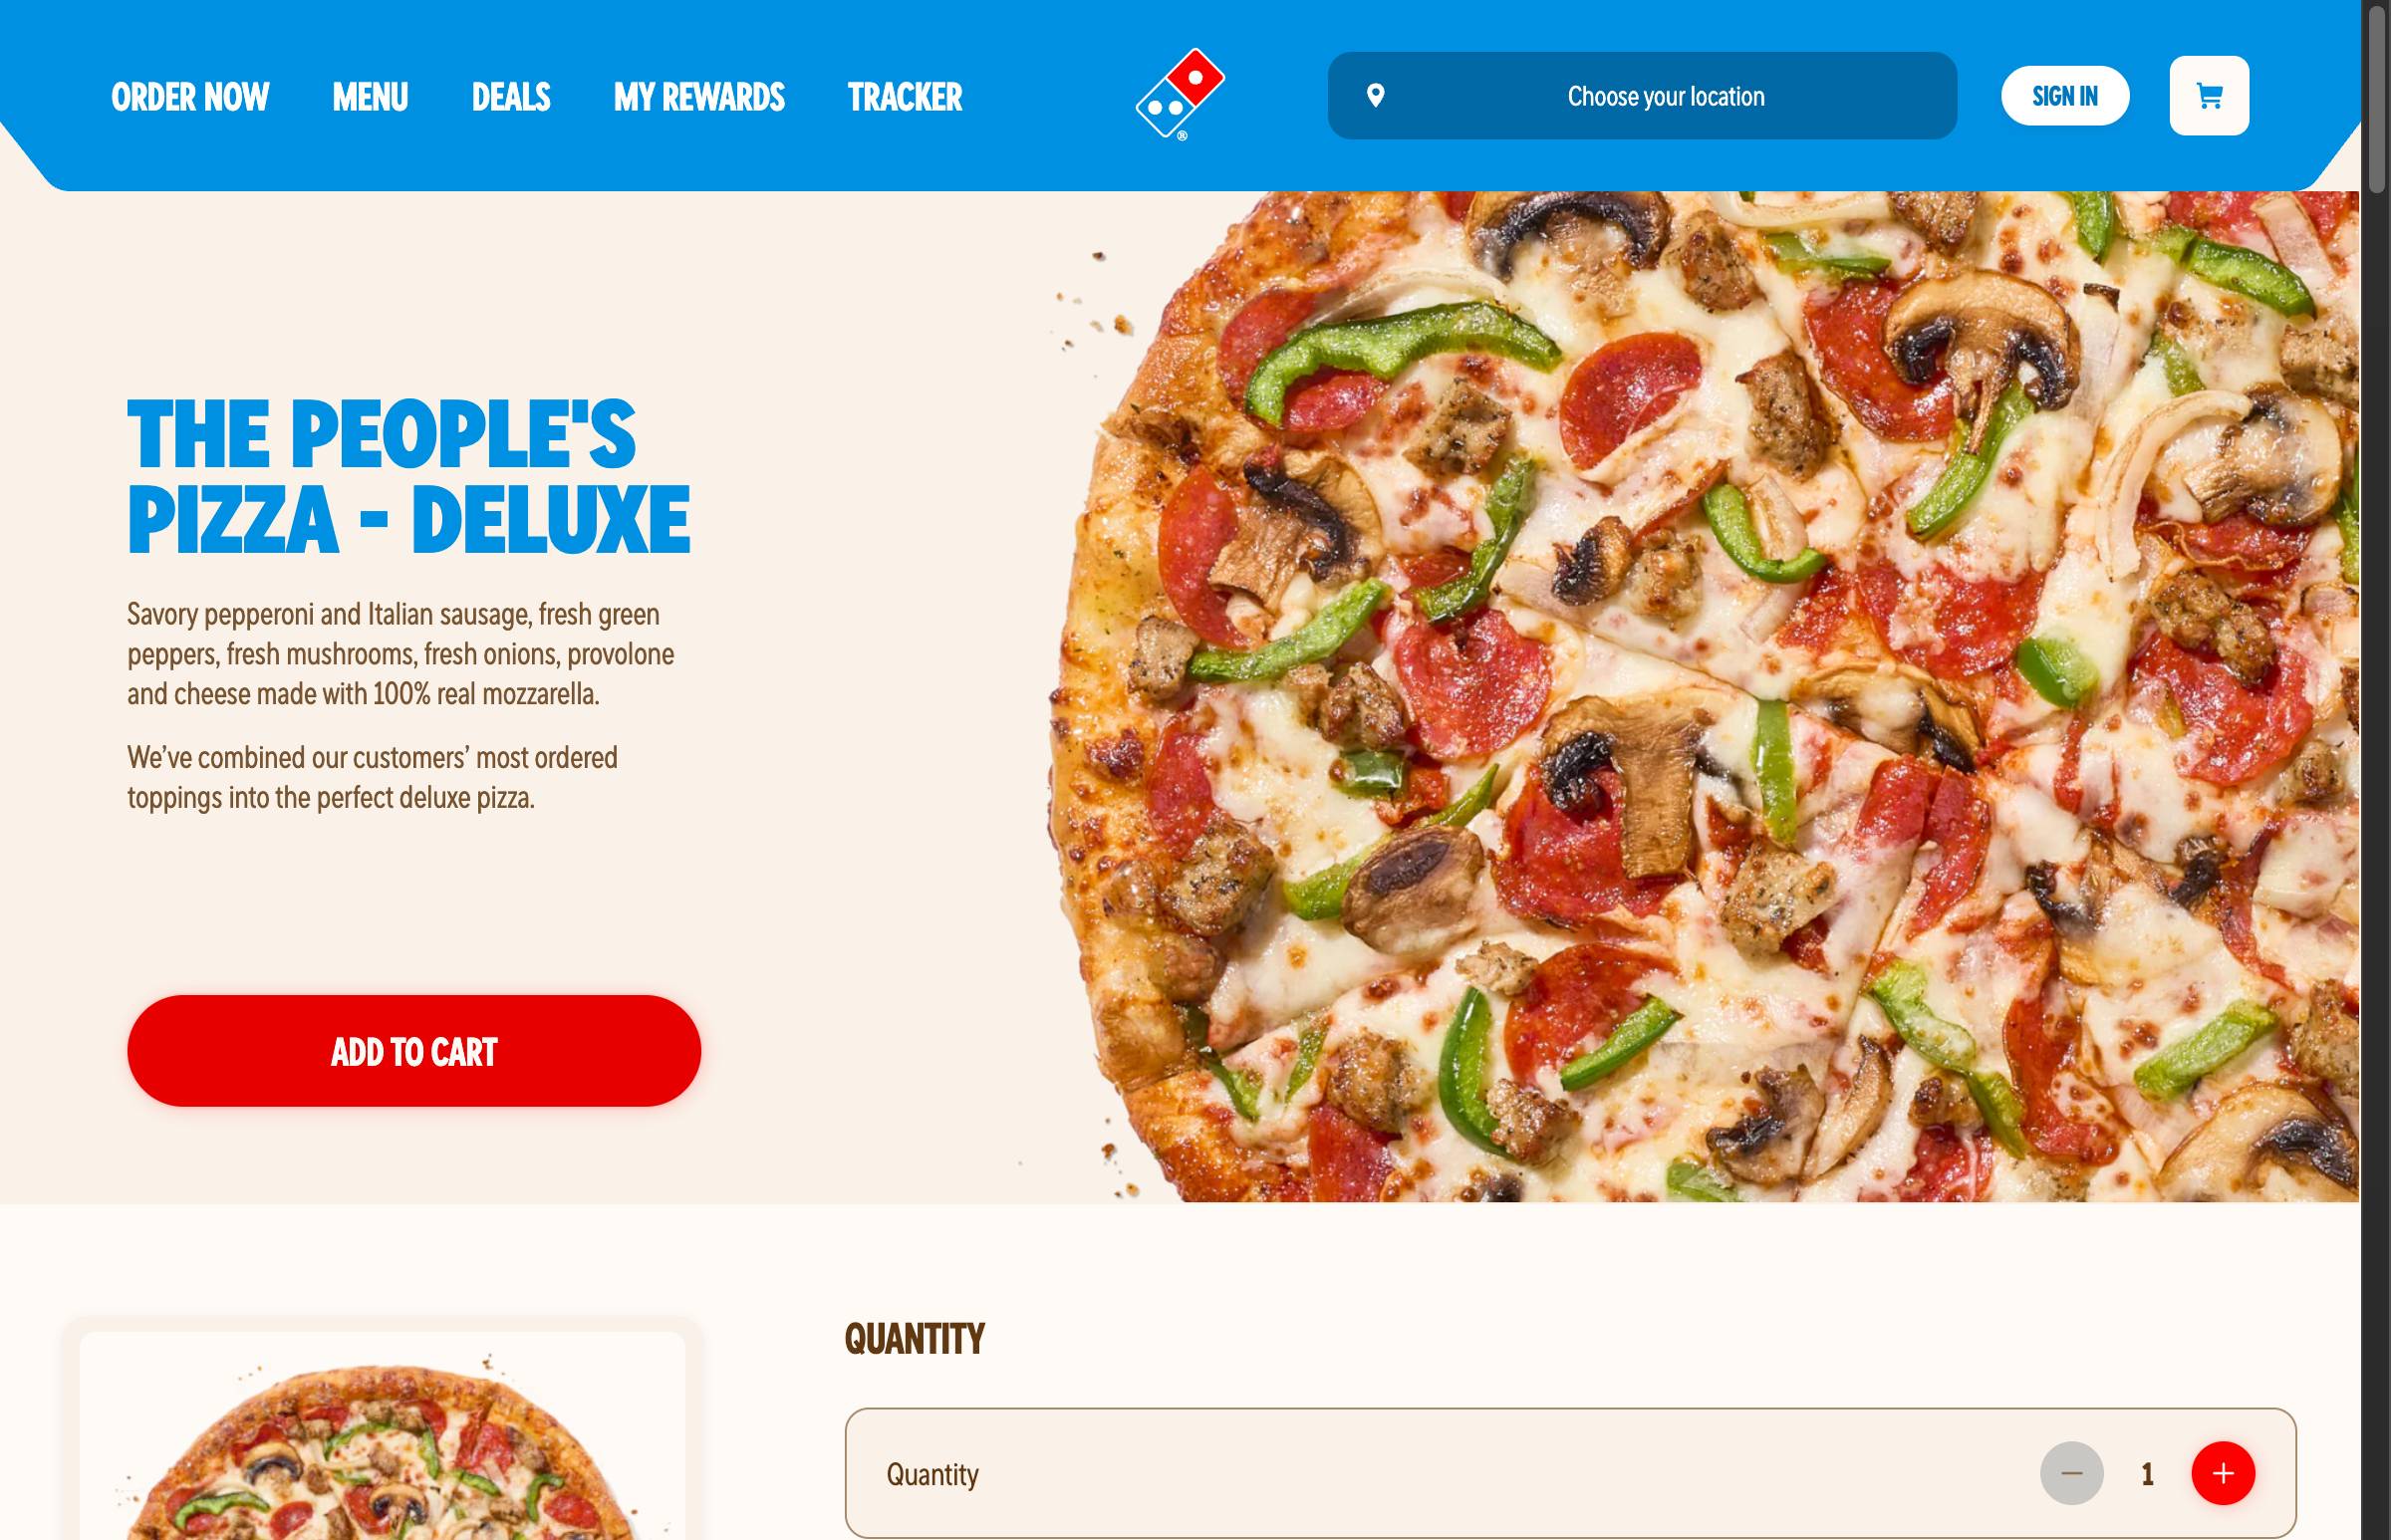 ORDER NOW
MENU
DEALS
MY REWARDS
TRACKER
®
Choose your location
SIGN IN
THE PEOPLE'S
PIZZA - DELUXE
Savory pepperoni and Italian sausage, fresh green
peppers, fresh mushrooms, fresh onions, provolone
and cheese made with 100% real mozzarella.
We’ve combined our customers’ most ordered
toppings into the perfect deluxe pizza.
ADD TO CART
QUANTITY
Quantity
1